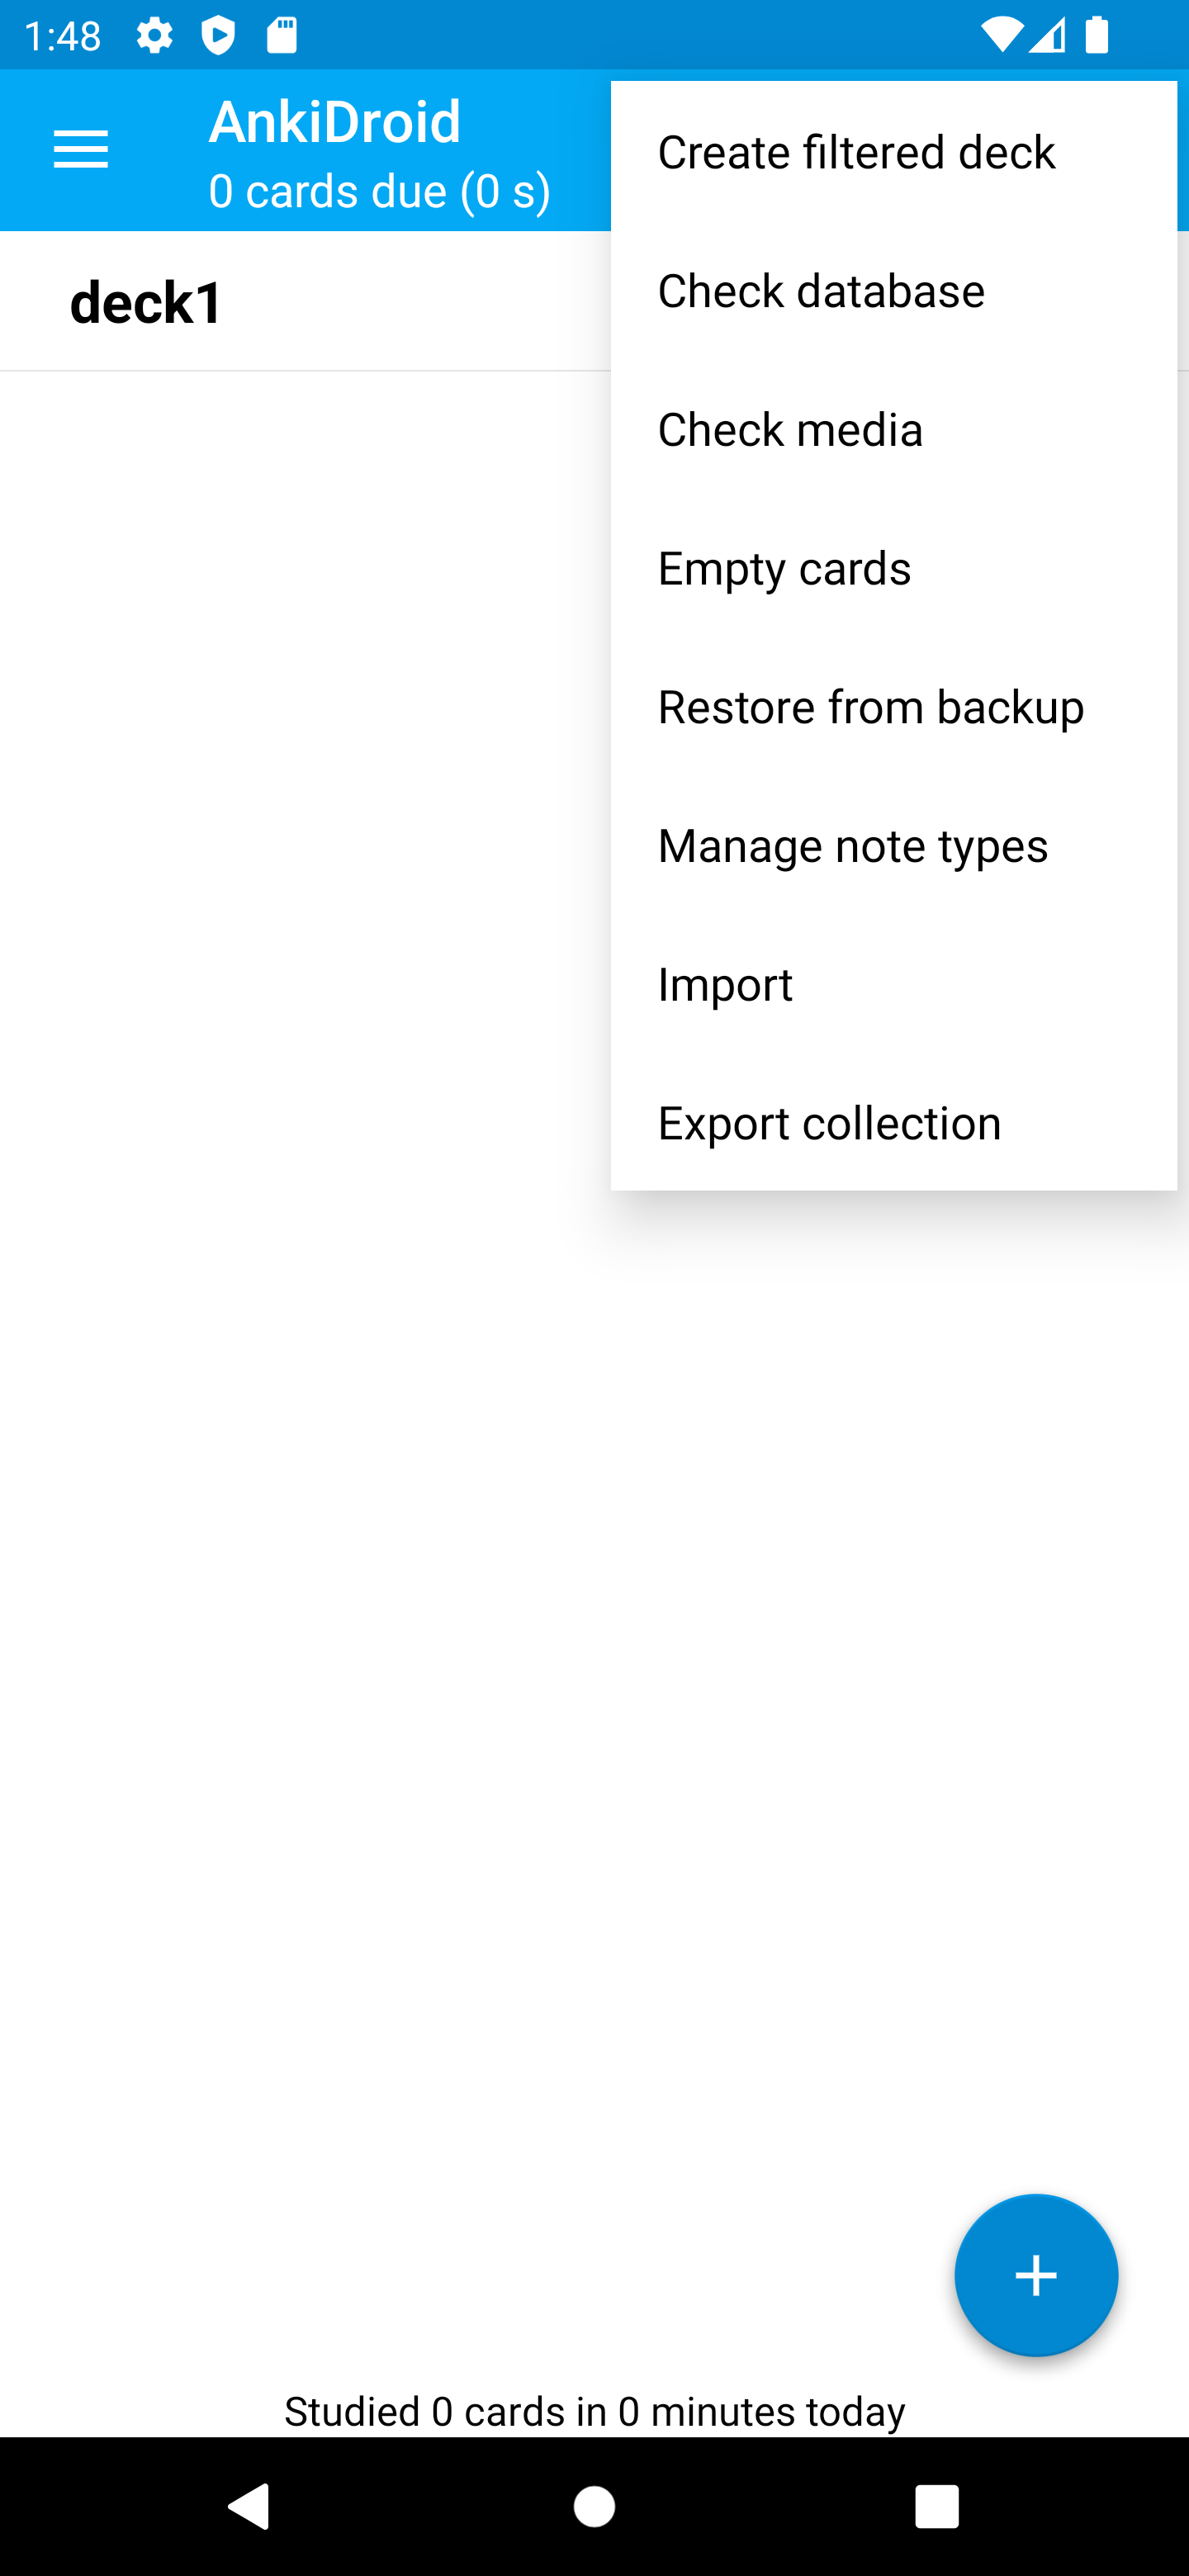 1:48
AnkiDroid
0 cards due (0 s)
deck1
Create filtered deck
Check database
Check media
Empty cards
Restore from backup
Manage note types
Import
Export collection
Studied 0 cards in 0 minutes today